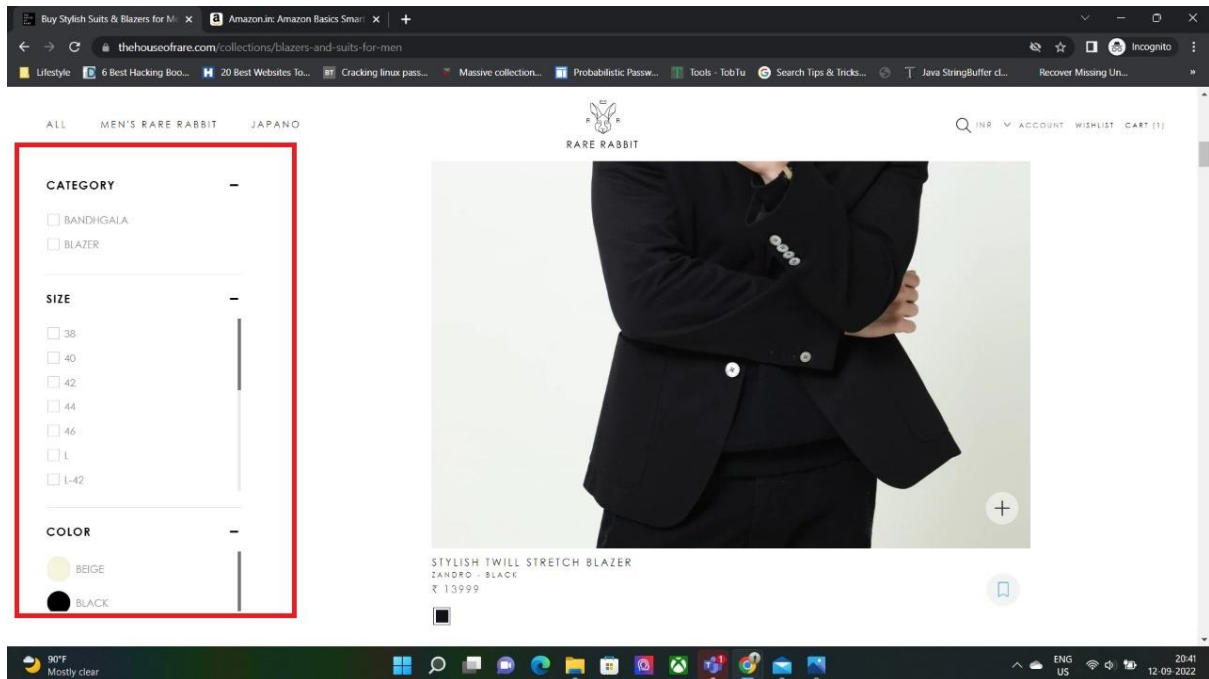 Buy Stylish Suits & Blazers for Me
Amazon.in: Amazon Basics Smart
thehouseofrare.com/collections/blazers-and-suits-for-men
Incognito
Lifestyle
6 Best Hacking Boo...
20 Best Websites To...
Cracking linux pass...
Massive collection...
Probabilistic Passw...
Tools - TobTu
Search Tips & Tricks...
Java StringBuffer cl...
Recover Missing Un...
»
ALL MEN'S RARE RABBIT JAPANO
R R
RARE RABBIT
INR ACCOUNT WISHLIST CART (1)
CATEGORY –
BANDHGALA
BLAZER
SIZE –
38
40
42
44
46
L
L-42
COLOR –
BEIGE
BLACK
+
STYLISH TWILL STRETCH BLAZER
ZANDRO - BLACK
₹ 13999
90°F
Mostly clear
ENG
US
20:41
12-09-2022